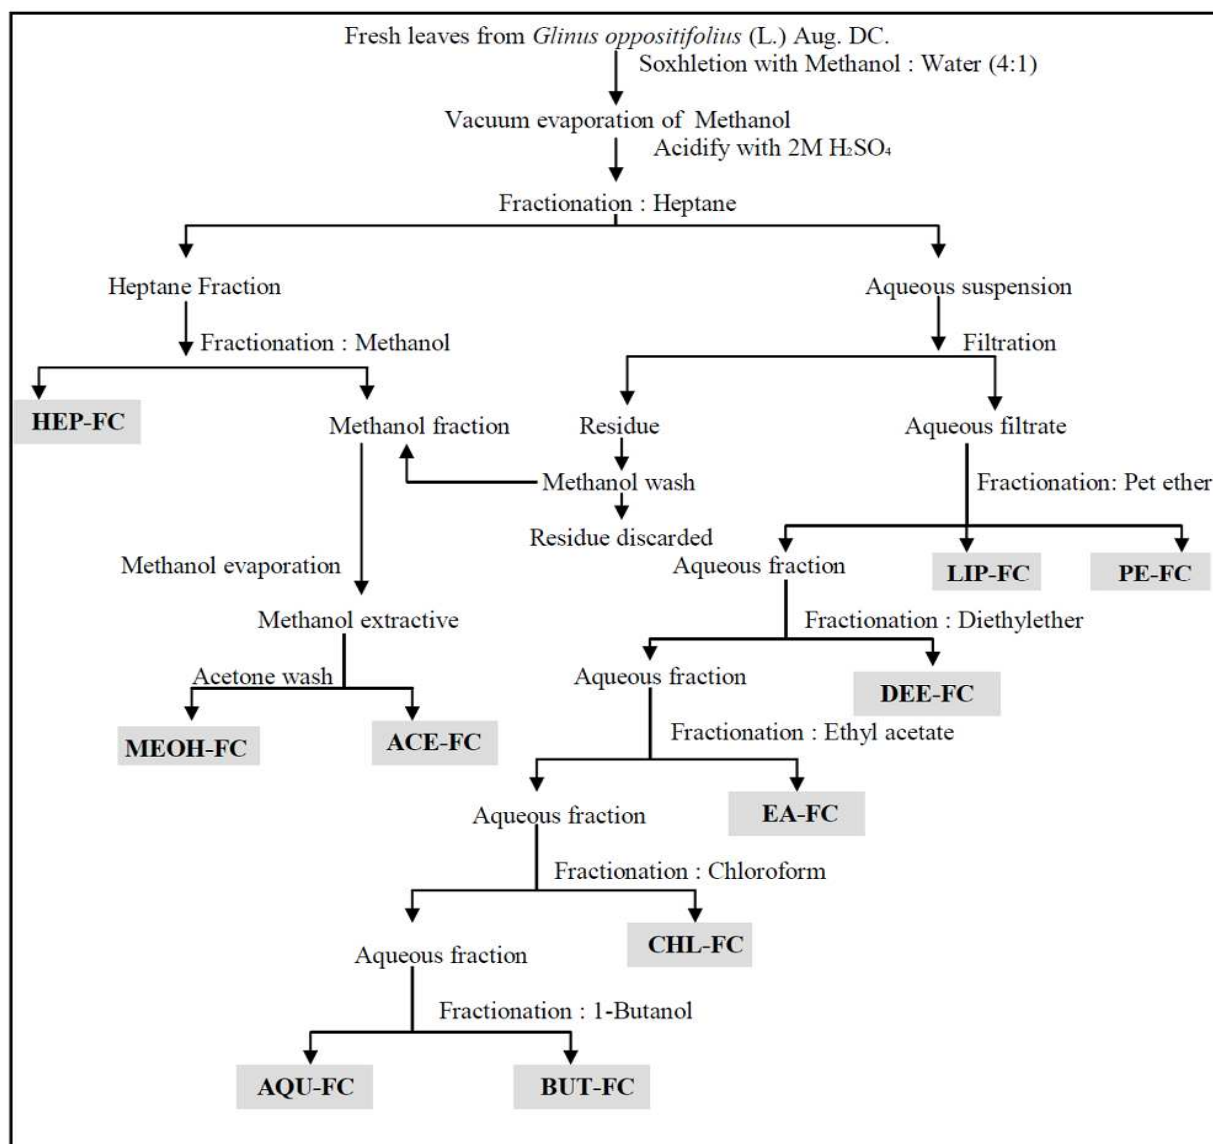 Fresh leaves from Glinus oppositifolius (L.) Aug. DC.
Soxhletion with Methanol : Water (4:1)
Vacuum evaporation of Methanol
Acidify with 2M H₂SO₄
Fractionation : Heptane
Heptane Fraction
Aqueous suspension
Fractionation : Methanol
Filtration
HEP-FC
Methanol fraction
Residue
Aqueous filtrate
Methanol wash
Fractionation: Pet ether
Residue discarded
Methanol evaporation
Aqueous fraction
LIP-FC
PE-FC
Methanol extractive
Fractionation : Diethylether
Acetone wash
Aqueous fraction
DEE-FC
MEOH-FC
ACE-FC
Fractionation : Ethyl acetate
Aqueous fraction
EA-FC
Fractionation : Chloroform
Aqueous fraction
CHL-FC
Fractionation : 1-Butanol
AQU-FC
BUT-FC